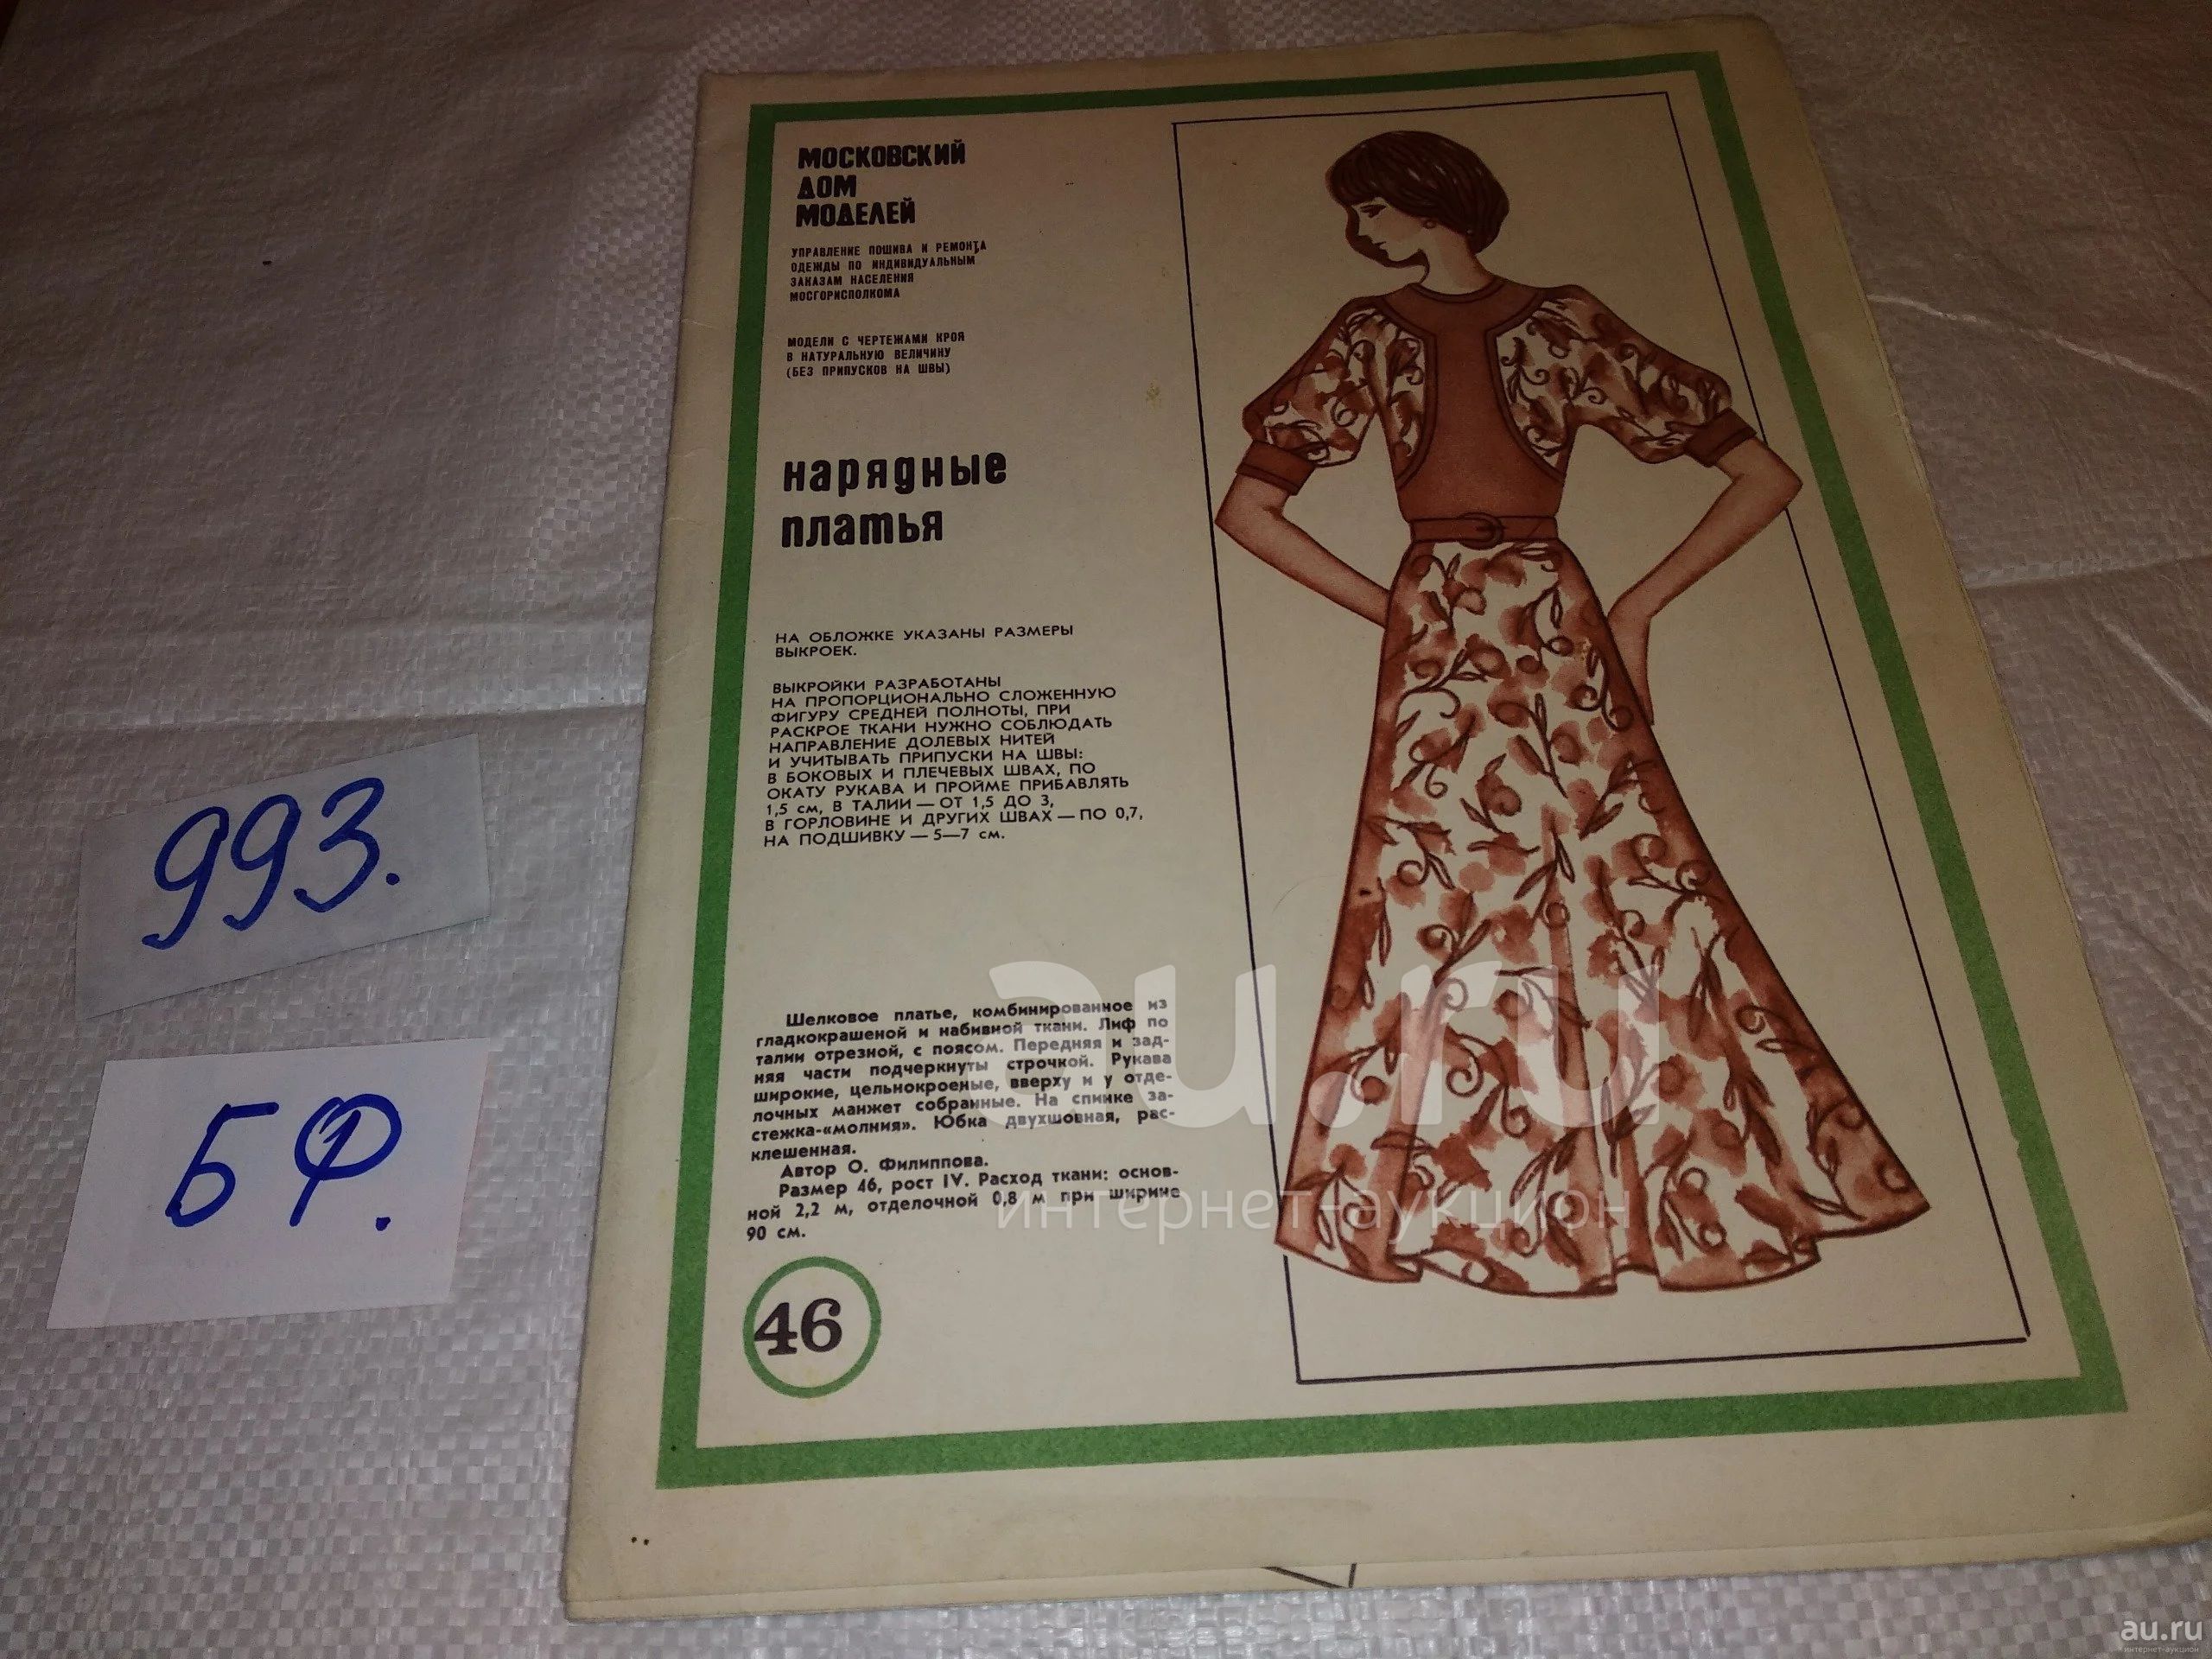 МОСКОВСКИЙ
ДОМ
МОДЕЛЕЙ
УПРАВЛЕНИЕ ПОШИВА И РЕМОНТА
ОДЕЖДЫ ПО ИНДИВИДУАЛЬНЫМ
ЗАКАЗАМ НАСЕЛЕНИЯ
МОСГОРИСПОЛКОМА
МОДЕЛИ С ЧЕРТЕЖАМИ КРОЯ
В НАТУРАЛЬНУЮ ВЕЛИЧИНУ
(БЕЗ ПРИПУСКОВ НА ШВЫ)
нарядные
платья
НА ОБЛОЖКЕ УКАЗАНЫ РАЗМЕРЫ
ВЫКРОЕК.
ВЫКРОЙКИ РАЗРАБОТАНЫ
НА ПРОПОРЦИОНАЛЬНО СЛОЖЕННУЮ
ФИГУРУ СРЕДНЕЙ ПОЛНОТЫ, ПРИ
РАСКРОЕ ТКАНИ НУЖНО СОБЛЮДАТЬ
НАПРАВЛЕНИЕ ДОЛЕВЫХ НИТЕЙ
И УЧИТЫВАТЬ ПРИПУСКИ НА ШВЫ:
В БОКОВЫХ И ПЛЕЧЕВЫХ ШВАХ, ПО
ОКАТУ РУКАВА И ПРОЙМЕ ПРИБАВЛЯТЬ
1,5 см, В ТАЛИИ — ОТ 1,5 ДО 3,
В ГОРЛОВИНЕ И ДРУГИХ ШВАХ — ПО 0,7,
НА ПОДШИВКУ — 5—7 см.
Шелковое платье, комбинированное из
гладкокрашеной и набивной ткани. Лиф по
талии отрезной, с поясом. Передняя и зад-
няя части подчеркнуты строчкой. Рукава
широкие, цельнокроеные, вверху и у отде-
лочных манжет собранные. На спинке за-
стежка-«молния». Юбка двухшовная, рас-
клешенная.
Автор О. Филиппова.
Размер 46, рост IV. Расход ткани: основ-
ной 2,2 м, отделочной 0,8 м при ширине
90 см.
46
993.
БФ.
au.ru
интернет-аукцион
au.ru
интернет-аукцион